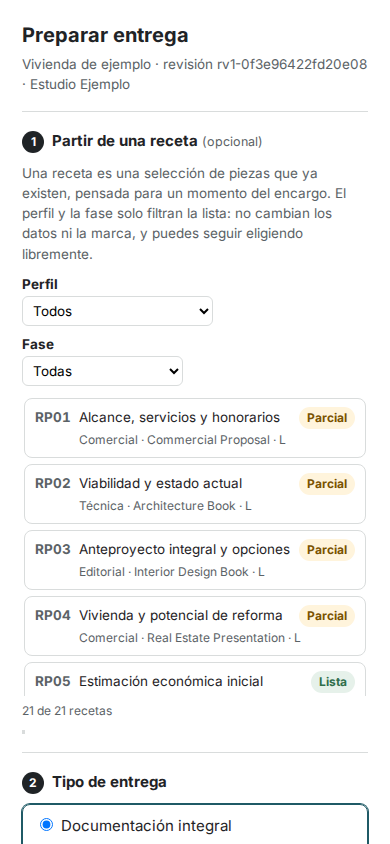 Preparar entrega
Vivienda de ejemplo · revisión rv1-0f3e96422fd20e08
· Estudio Ejemplo
1 Partir de una receta (opcional)
Una receta es una selección de piezas que ya
existen, pensada para un momento del encargo. El
perfil y la fase solo filtran la lista: no cambian los
datos ni la marca, y puedes seguir eligiendo
libremente.
Perfil
Todos
Fase
Todas
RP01 Alcance, servicios y honorarios Parcial
Comercial · Commercial Proposal · L
RP02 Viabilidad y estado actual Parcial
Técnica · Architecture Book · L
RP03 Anteproyecto integral y opciones Parcial
Editorial · Interior Design Book · L
RP04 Vivienda y potencial de reforma Parcial
Comercial · Real Estate Presentation · L
RP05 Estimación económica inicial Lista
21 de 21 recetas
2 Tipo de entrega
Documentación integral